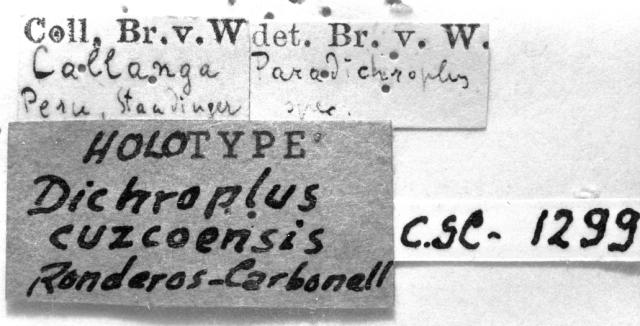 Coll. Br. v. W
Callanga
Peru, Staudinger
det. Br. v. W.
Paradichroplus
spec.
HOLOTYPE
Dichroplus
cuzcoensis
Ronderos-Carbonell
C.SC- 1299